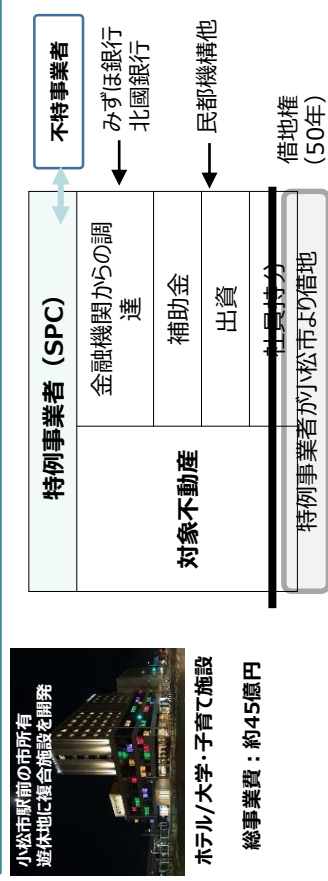 小松市駅前の市所有
遊休地に複合施設を開発
ホテル/大学・子育て施設
総事業費：約45億円
特例事業者（SPC）
不特事業者
対象不動産
金融機関からの調
達
補助金
出資
社員持分
みずほ銀行
北國銀行
民都機構他
借地権
（50年）
特例事業者が小松市より借地